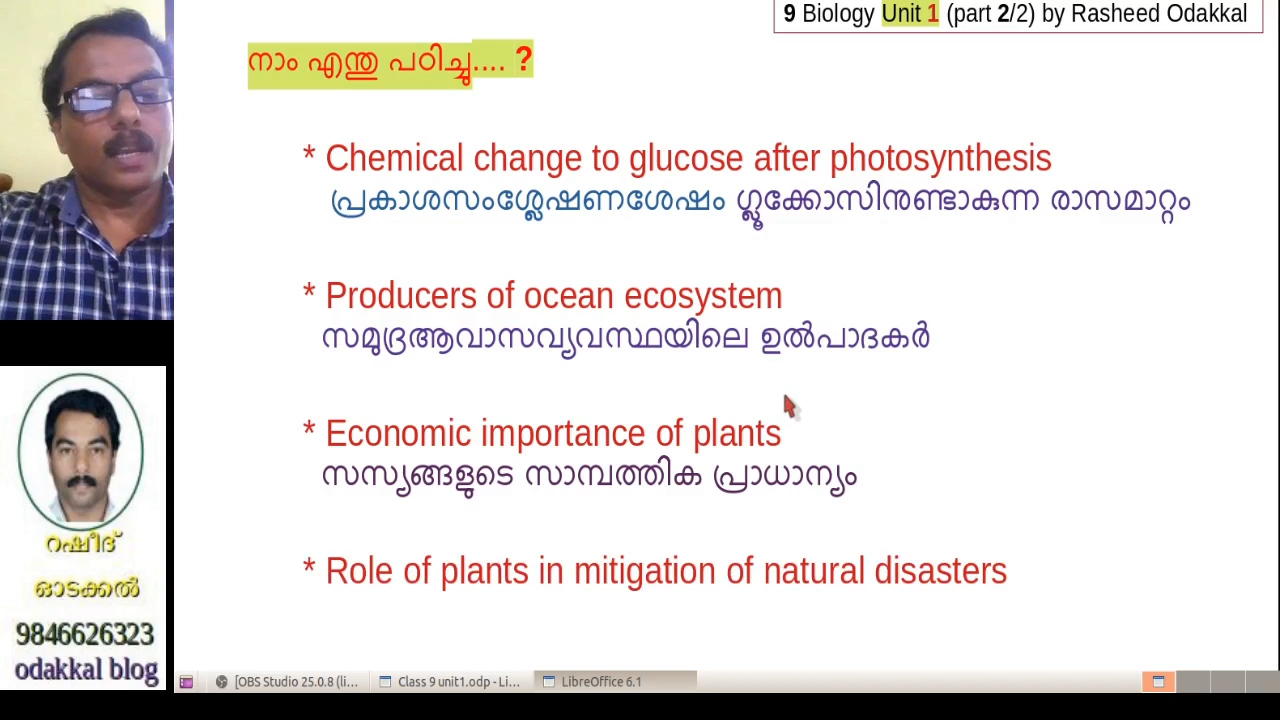 9 Biology Unit 1 (part 2/2) by Rasheed Odakkal
നാം എന്തു പഠിച്ചു.... ?
* Chemical change to glucose after photosynthesis
പ്രകാശസംശ്ലേഷണശേഷം ഗ്ലൂക്കോസിനുണ്ടാകുന്ന രാസമാറ്റം
* Producers of ocean ecosystem
സമുദ്രആവാസവ്യവസ്ഥയിലെ ഉൽപാദകർ
* Economic importance of plants
സസ്യങ്ങളുടെ സാമ്പത്തിക പ്രാധാന്യം
* Role of plants in mitigation of natural disasters
റഷീദ്
ഓടക്കൽ
9846626323
odakkal blog
[OBS Studio 25.0.8 (li... Class 9 unit1.odp - Li... LibreOffice 6.1